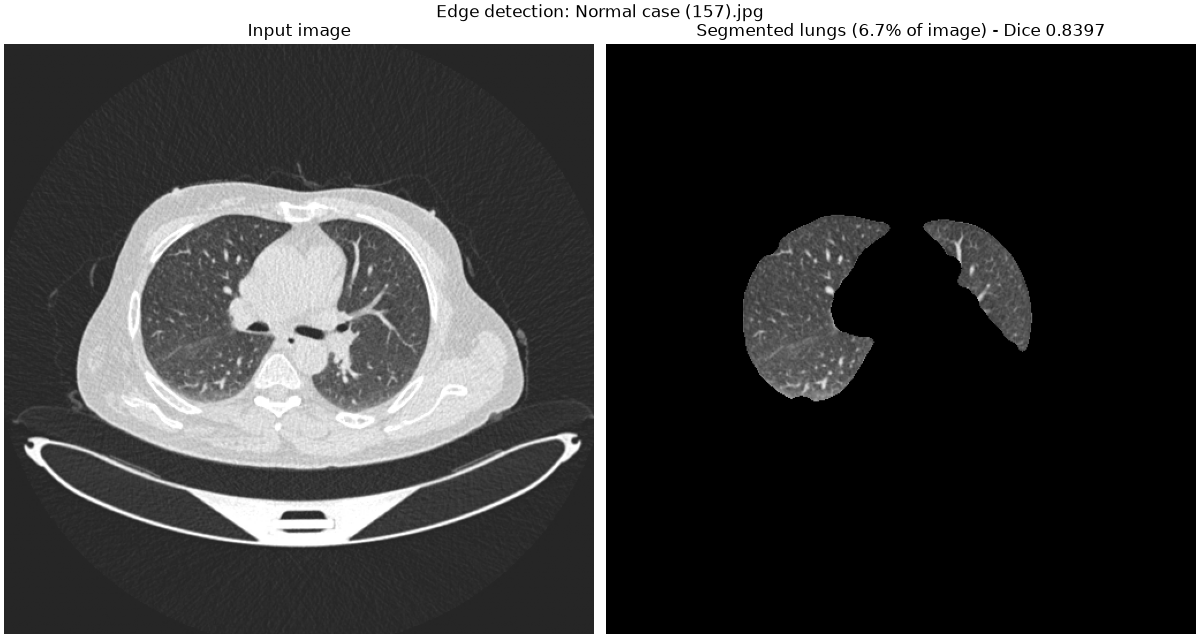 Edge detection: Normal case (157).jpg
Input image
Segmented lungs (6.7% of image) - Dice 0.8397